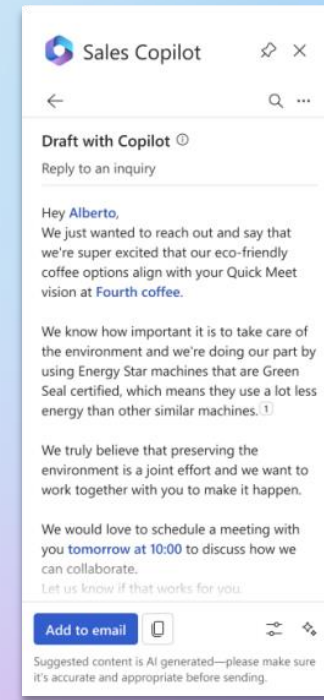 Sales Copilot
Draft with Copilot
Reply to an inquiry
Hey Alberto,
We just wanted to reach out and say that
we're super excited that our eco-friendly
coffee options align with your Quick Meet
vision at Fourth coffee.
We know how important it is to take care of
the environment and we're doing our part by
using Energy Star machines that are Green
Seal certified, which means they use a lot less
energy than other similar machines. 1
We truly believe that preserving the
environment is a joint effort and we want to
work together with you to make it happen.
We would love to schedule a meeting with
you tomorrow at 10:00 to discuss how we
can collaborate.
Let us know if that works for you.
Add to email
Suggested content is AI generated—please make sure
it's accurate and appropriate before sending.